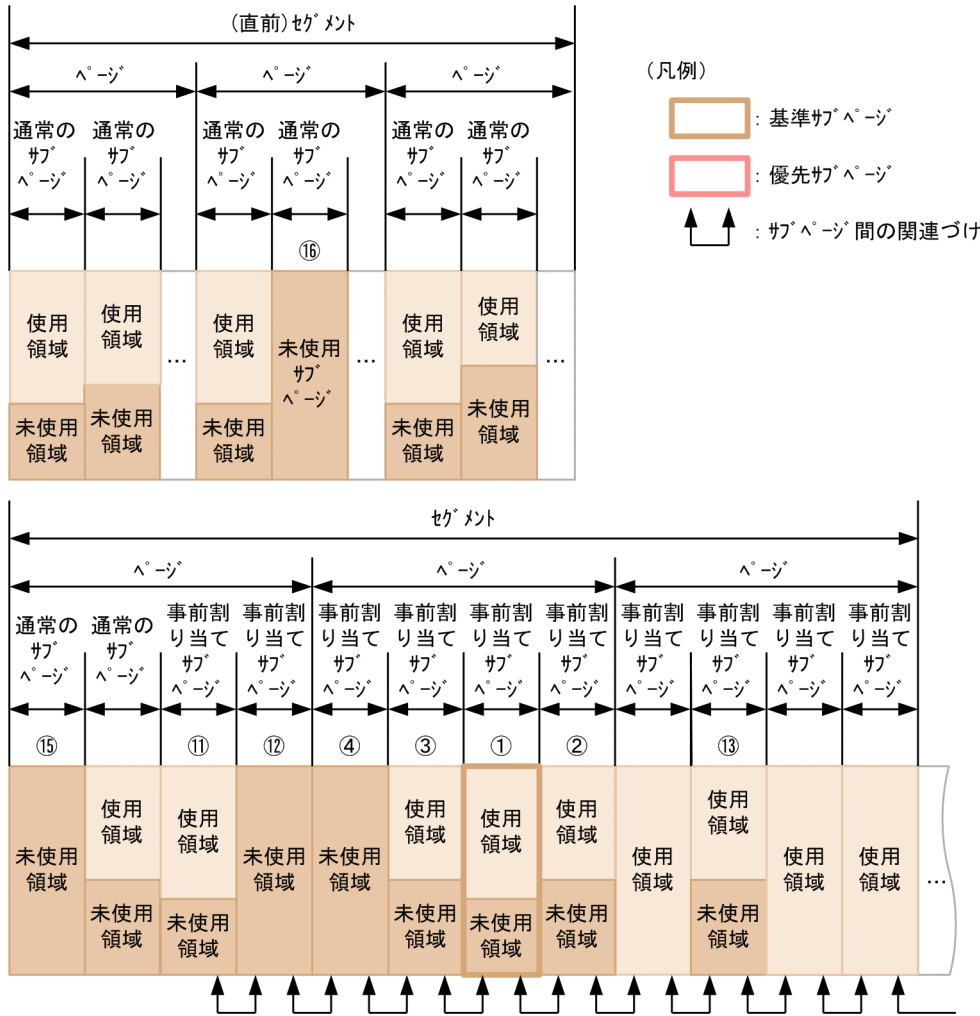 (直前)ｾｸﾞﾒﾝﾄ
ﾍﾟｰｼﾞ ﾍﾟｰｼﾞ ﾍﾟｰｼﾞ
通常の 通常の 通常の 通常の 通常の 通常の
ｻﾌﾞ ｻﾌﾞ ｻﾌﾞ ｻﾌﾞ ｻﾌﾞ ｻﾌﾞ
ﾍﾟｰｼﾞ ﾍﾟｰｼﾞ ﾍﾟｰｼﾞ ﾍﾟｰｼﾞ ﾍﾟｰｼﾞ ﾍﾟｰｼﾞ
⑯
使用 使用 使用 使用 使用
領域 領域 … 領域 … 領域 領域 …
未使用
ｻﾌﾞ
ﾍﾟｰｼﾞ
未使用 未使用 未使用 未使用 未使用
領域 領域 領域 領域 領域
(凡例)
: 基準ｻﾌﾞﾍﾟｰｼﾞ
: 優先ｻﾌﾞﾍﾟｰｼﾞ
: ｻﾌﾞﾍﾟｰｼﾞ間の関連づけ
ｾｸﾞﾒﾝﾄ
ﾍﾟｰｼﾞ ﾍﾟｰｼﾞ ﾍﾟｰｼﾞ
通常の 通常の 事前割 事前割 事前割 事前割 事前割 事前割 事前割 事前割 事前割 事前割
ｻﾌﾞ ｻﾌﾞ り当て り当て り当て り当て り当て り当て り当て り当て り当て り当て
ﾍﾟｰｼﾞ ﾍﾟｰｼﾞ ｻﾌﾞ ｻﾌﾞ ｻﾌﾞ ｻﾌﾞ ｻﾌﾞ ｻﾌﾞ ｻﾌﾞ ｻﾌﾞ ｻﾌﾞ ｻﾌﾞ
ﾍﾟｰｼﾞ ﾍﾟｰｼﾞ ﾍﾟｰｼﾞ ﾍﾟｰｼﾞ ﾍﾟｰｼﾞ ﾍﾟｰｼﾞ ﾍﾟｰｼﾞ ﾍﾟｰｼﾞ ﾍﾟｰｼﾞ ﾍﾟｰｼﾞ
⑮ ⑪ ⑫ ④ ③ ① ② ⑬
使用 使用 使用 使用 使用 使用
領域 領域 領域 領域 領域 領域
未使用 未使用 未使用 使用 使用 使用
領域 領域 領域 領域 領域 領域 …
未使用 未使用 未使用 未使用 未使用 未使用
領域 領域 領域 領域 領域 領域